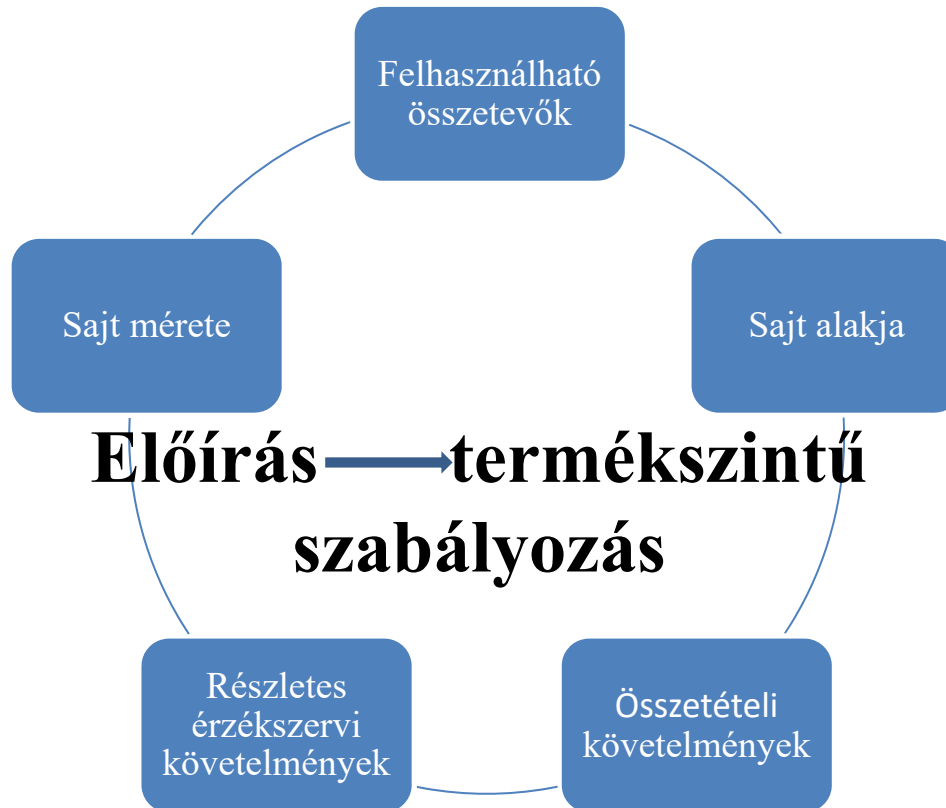 Felhasználható
összetevők
Sajt mérete
Sajt alakja
Előírás termékszintű
szabályozás
Részletes
érzékszervi
követelmények
Összetételi
követelmények